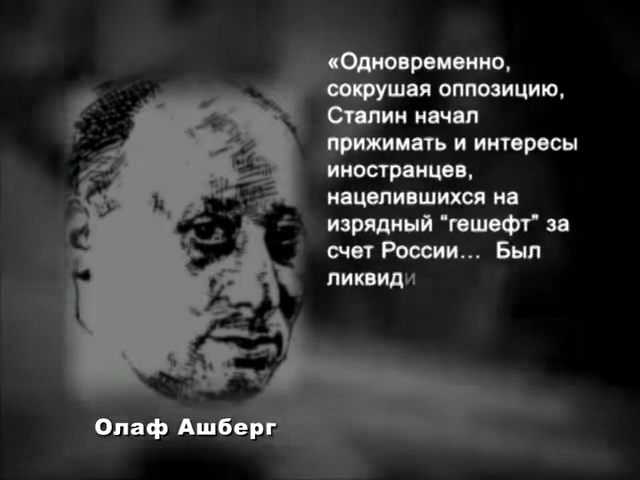 «Одновременно,
сокрушая оппозицию,
Сталин начал
прижимать и интересы
иностранцев,
нацелившихся на
изрядный “гешефт” за
счет России... Был
ликвиди
Олаф Ашберг